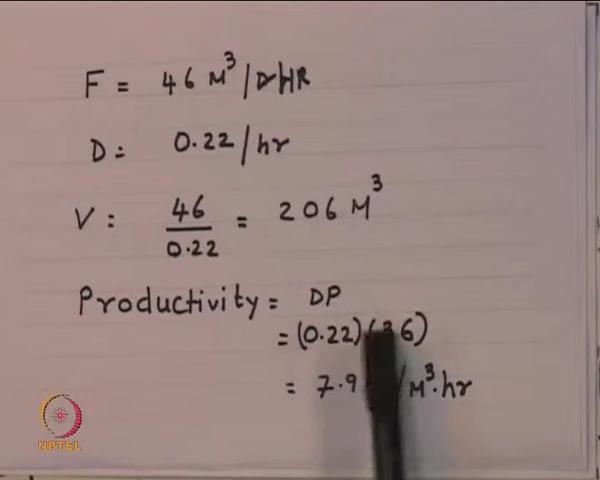 F = 46 M³/HR
D = 0.22/hr
V = 46/0.22 = 206 M³
Productivity = DP
= (0.22)(36)
= 7.9 /M³.hr
NPTEL